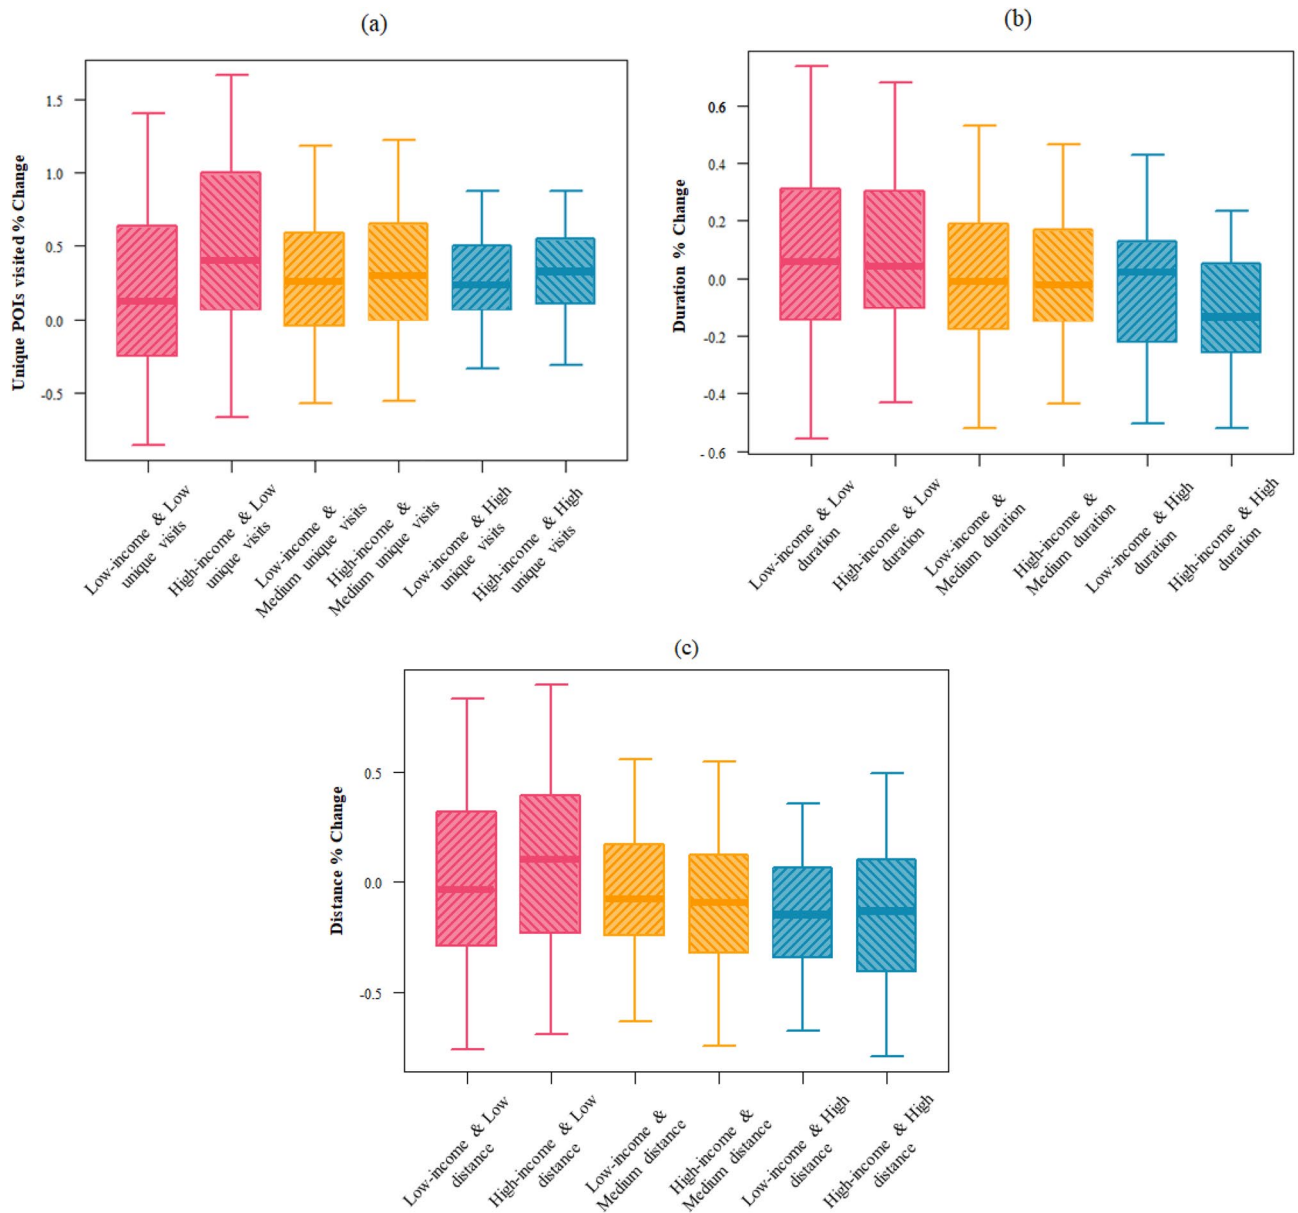 (a)
Unique POIs visited % Change
1.5
1.0
0.5
0.0
-0.5
Low-income & Low
unique visits
High-income & Low
unique visits
Low-income &
Medium unique visits
High-income &
Medium unique visits
Low-income & High
unique visits
High-income & High
unique visits
(b)
Duration % Change
0.6
0.4
0.2
0.0
-0.2
-0.4
- 0.6
Low-income & Low
duration
High-income & Low
duration
Low-income &
Medium duration
High-income &
Medium duration
Low-income & High
duration
High-income & High
duration
(c)
Distance % Change
0.5
0.0
-0.5
Low-income & Low
distance
High-income & Low
distance
Low-income &
Medium distance
High-income &
Medium distance
Low-income & High
distance
High-income & High
distance